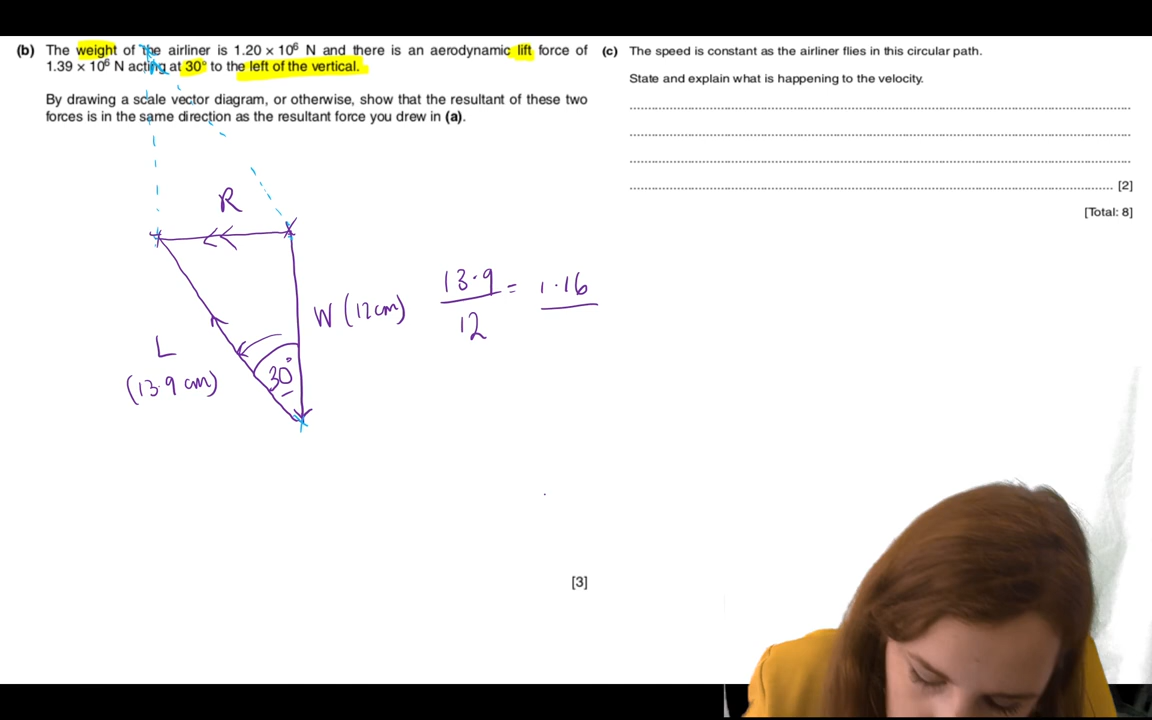 (b) The weight of the airliner is 1.20 × 10⁶ N and there is an aerodynamic lift force of
1.39 × 10⁶ N acting at 30° to the left of the vertical.
By drawing a scale vector diagram, or otherwise, show that the resultant of these two
forces is in the same direction as the resultant force you drew in (a).
R
W (12cm)
L
(13.9 cm)
30°
13.9 = 1.16
12
[3]
(c) The speed is constant as the airliner flies in this circular path.
State and explain what is happening to the velocity.
[2]
[Total: 8]